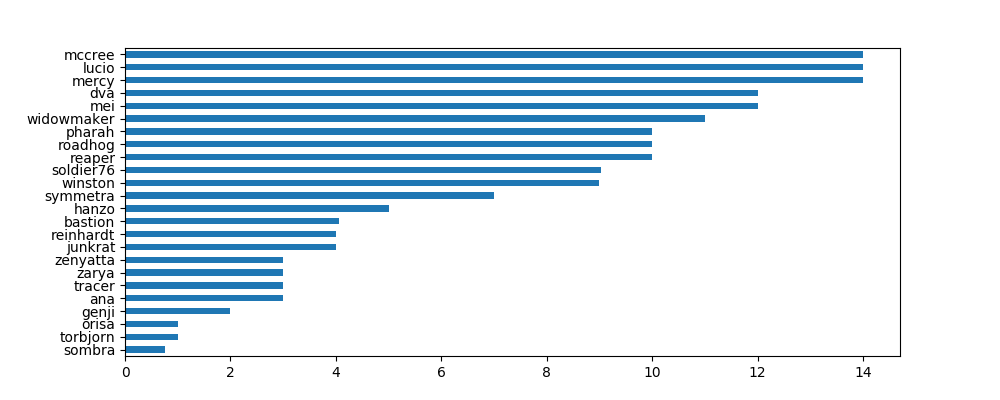 mccree
lucio
mercy
dva
mei
widowmaker
pharah
roadhog
reaper
soldier76
winston
symmetra
hanzo
bastion
reinhardt
junkrat
zenyatta
zarya
tracer
ana
genji
orisa
torbjorn
sombra
0 2 4 6 8 10 12 14